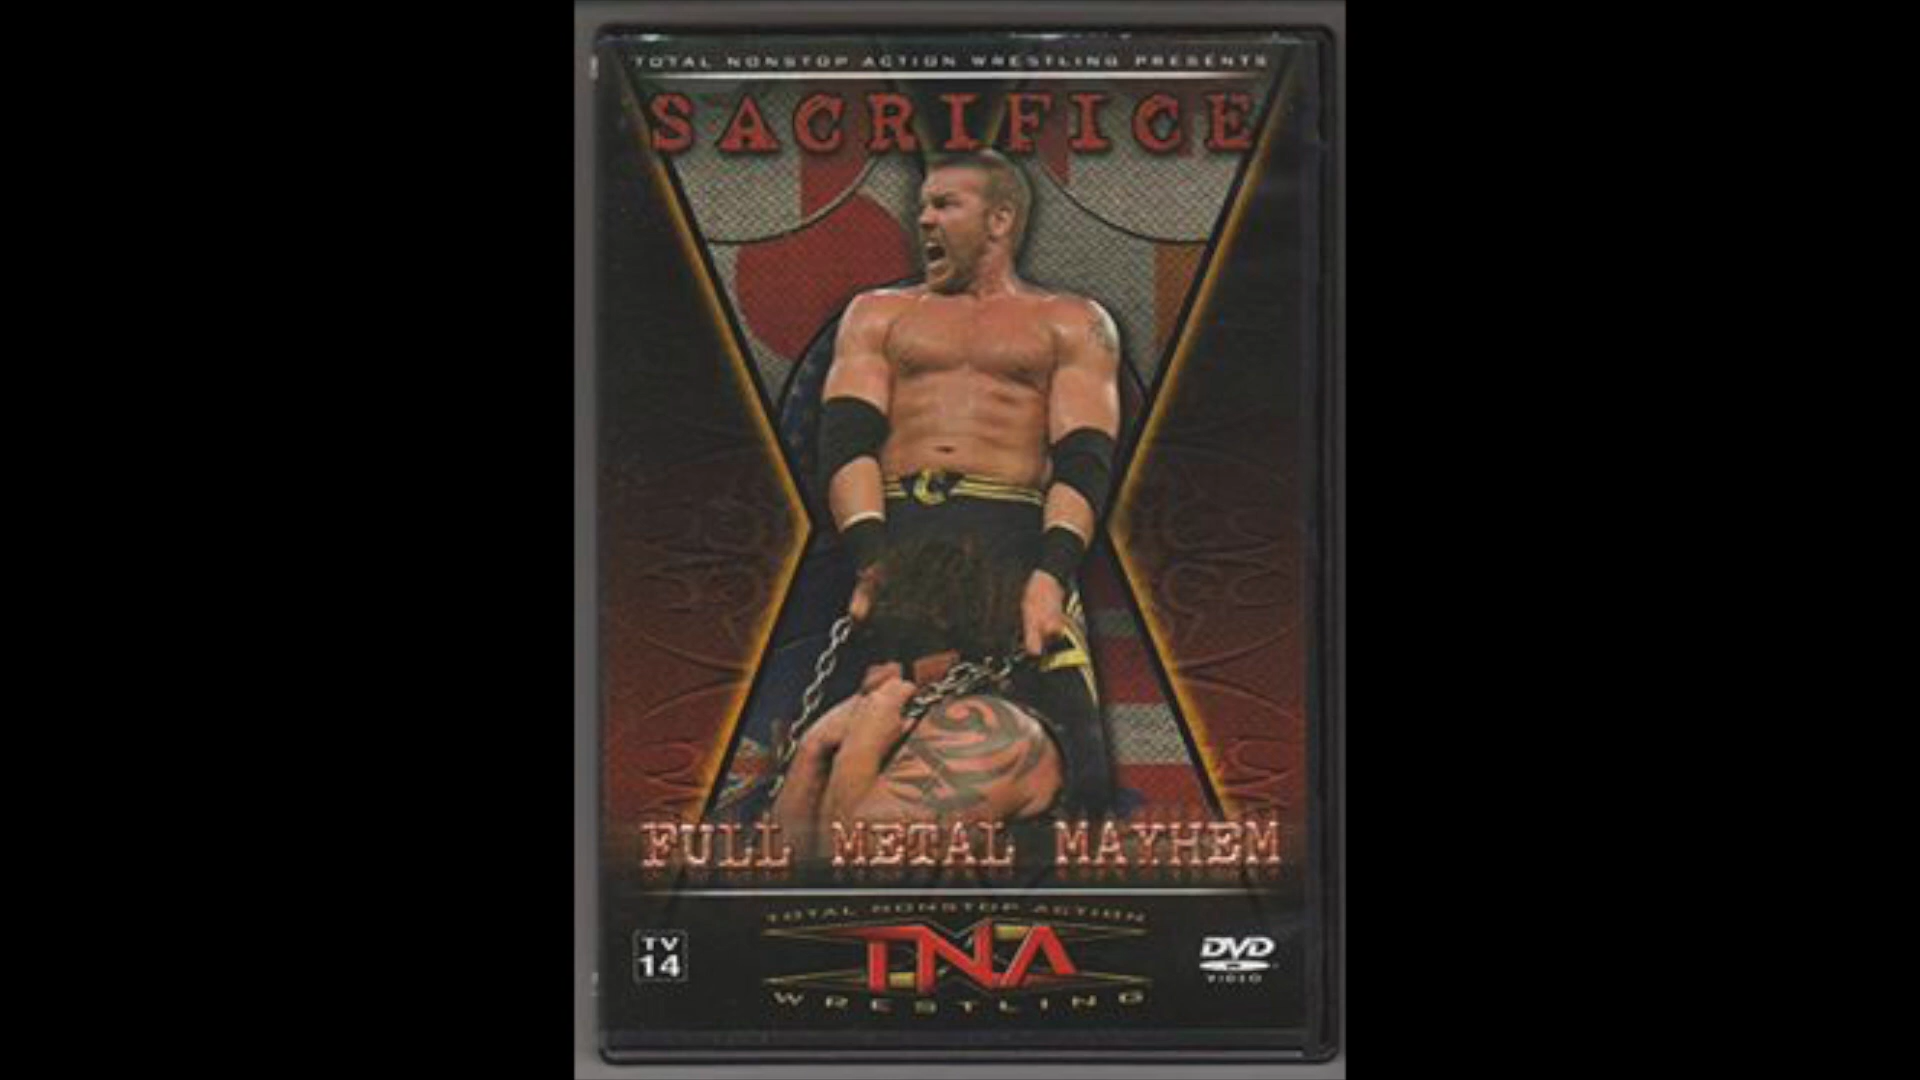 TOTAL NONSTOP ACTION WRESTLING PRESENTS
SACRIFICE
FULL METAL MAYHEM
TOTAL NONSTOP ACTION
TNA
WRESTLING
TV
14
DVD
VIDEO